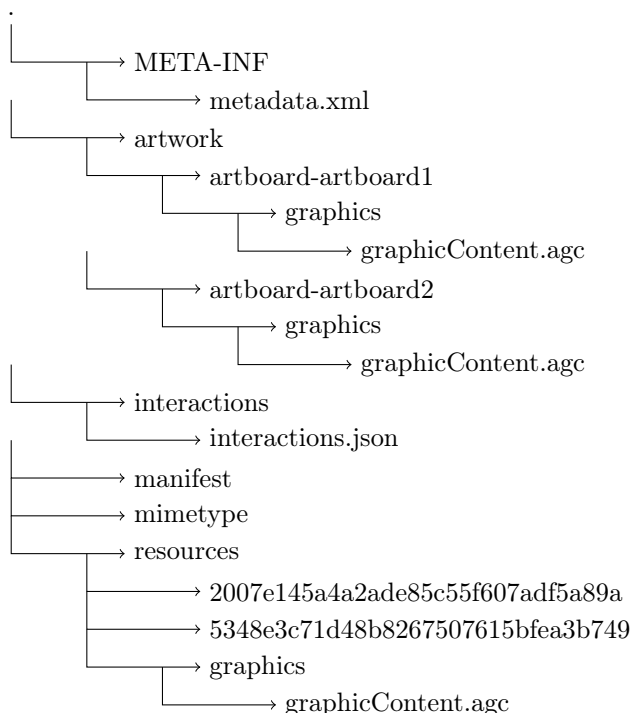 .
META-INF
metadata.xml
artwork
artboard-artboard1
graphics
graphicContent.agc
artboard-artboard2
graphics
graphicContent.agc
interactions
interactions.json
manifest
mimetype
resources
2007e145a4a2ade85c55f607adf5a89a
5348e3c71d48b8267507615bfea3b749
graphics
graphicContent.agc